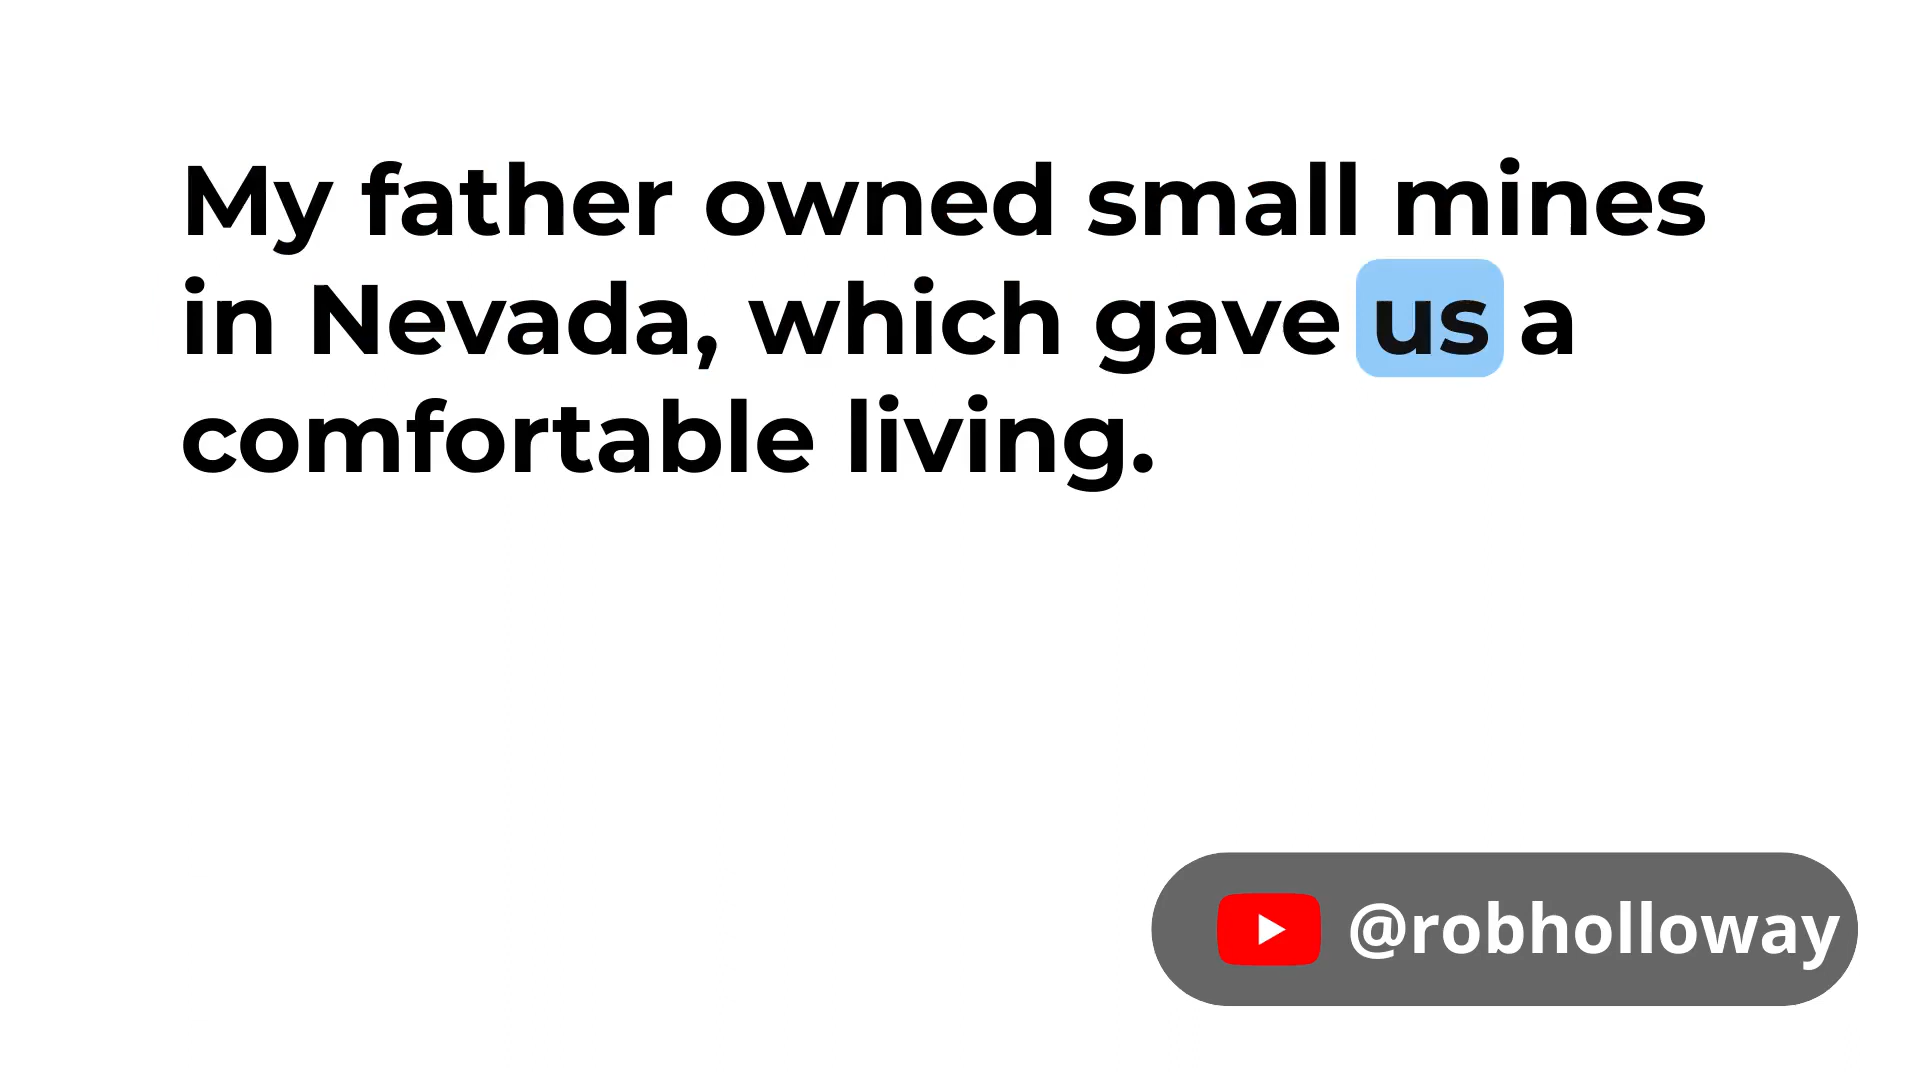 My father owned small mines
in Nevada, which gave us a
comfortable living.
@robholloway